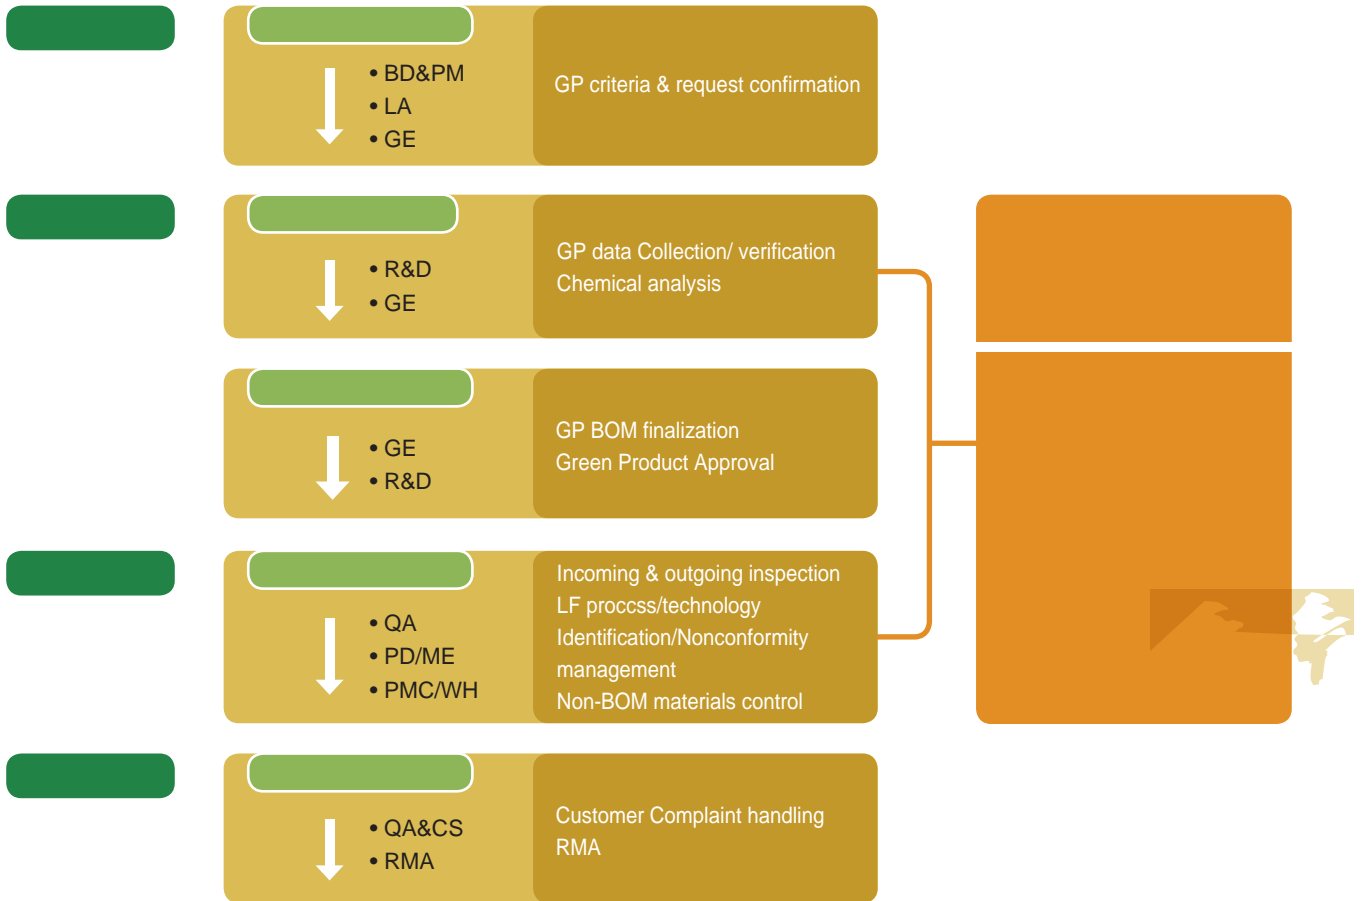 • BD&PM
• LA
• GE
GP criteria & request confirmation
• R&D
• GE
GP data Collection/ verification
Chemical analysis
• GE
• R&D
GP BOM finalization
Green Product Approval
• QA
• PD/ME
• PMC/WH
Incoming & outgoing inspection
LF proccss/technology
Identification/Nonconformity
management
Non-BOM materials control
• QA&CS
• RMA
Customer Complaint handling
RMA